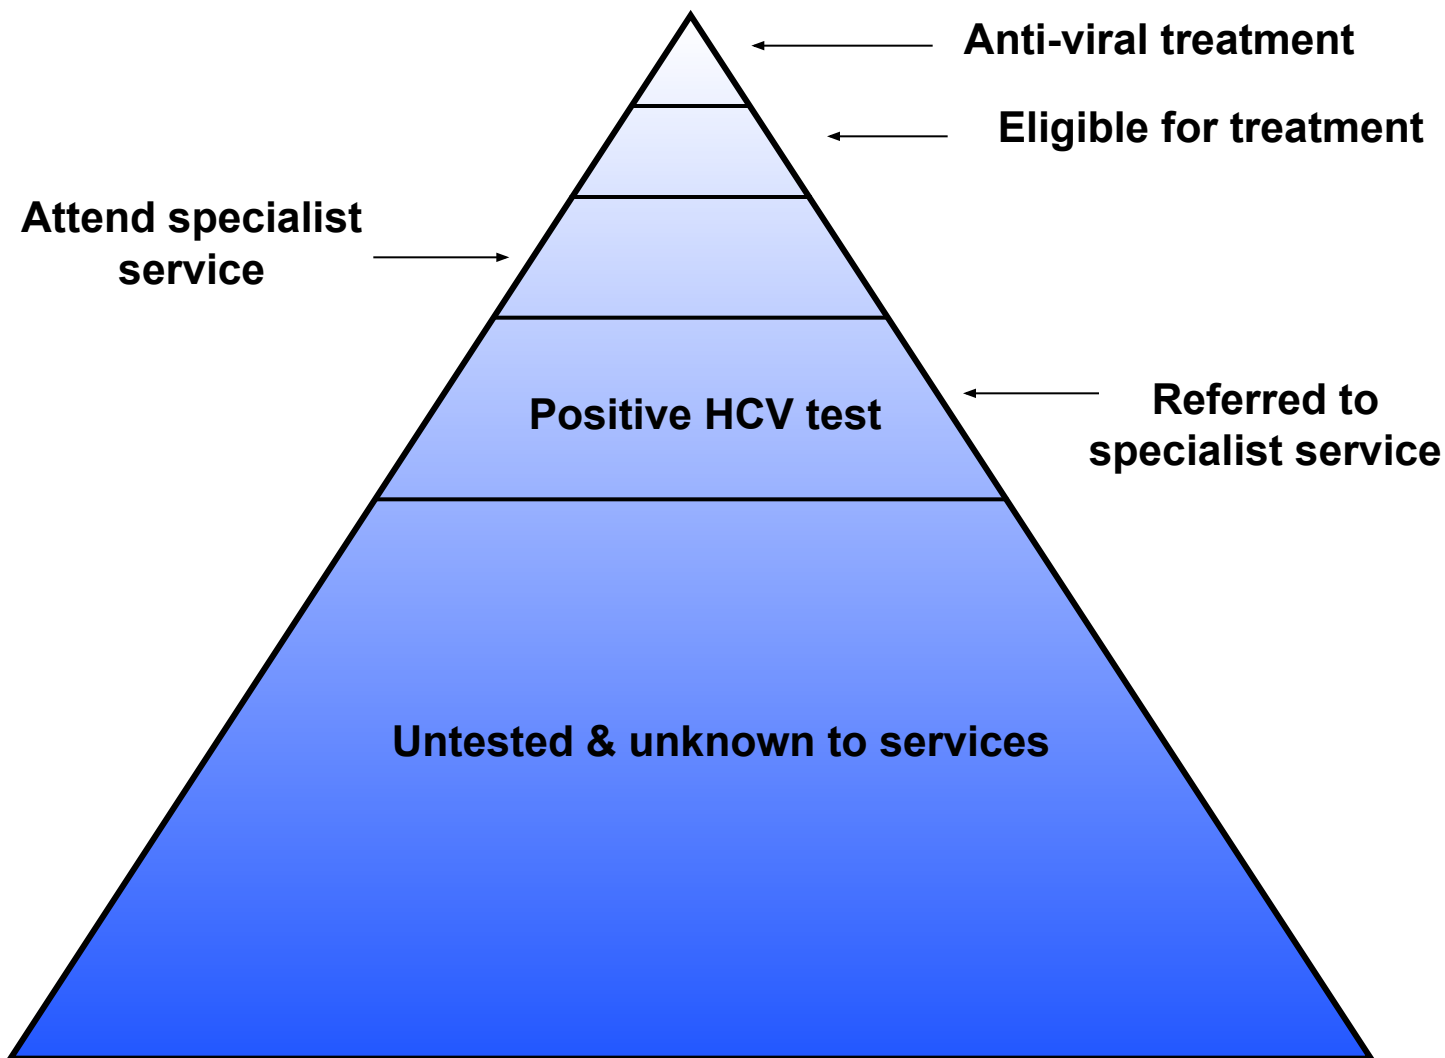 Anti-viral treatment
Eligible for treatment
Attend specialist
service
Positive HCV test
Referred to
specialist service
Untested & unknown to services